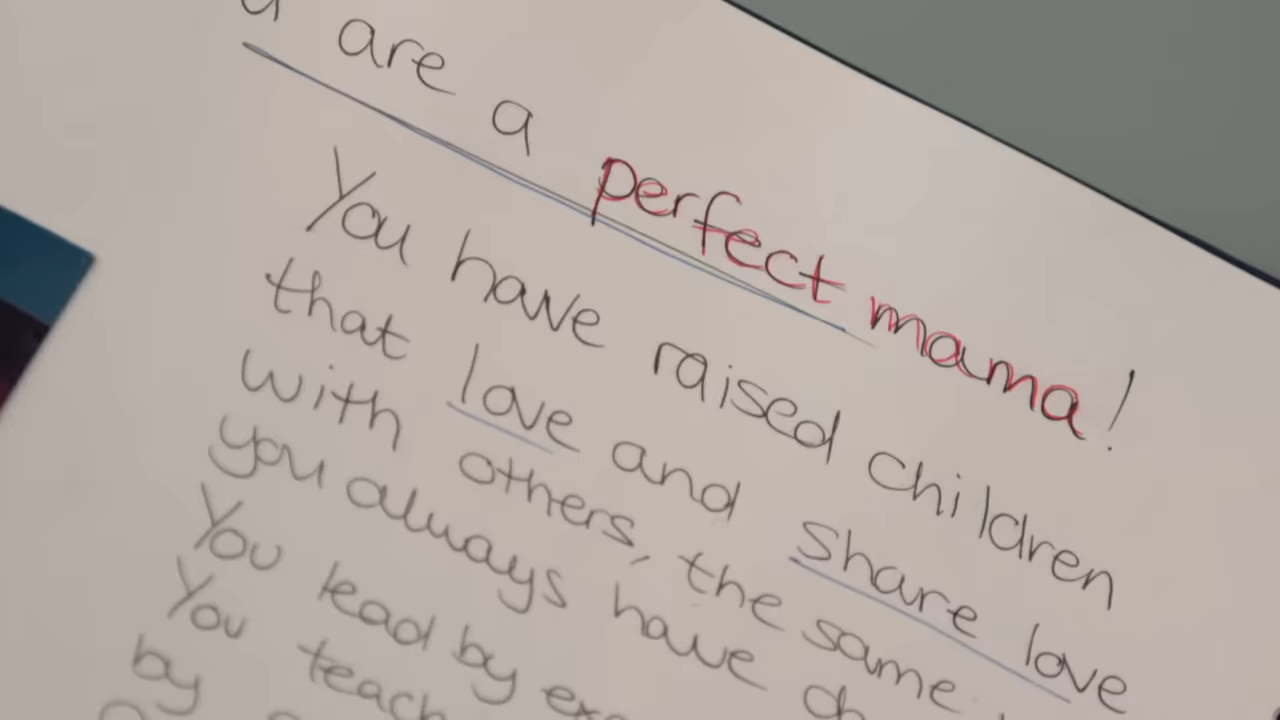 are a perfect mama!
You have raised children
that love and share love
with others, the same
you always have
You lead by
You teach
by